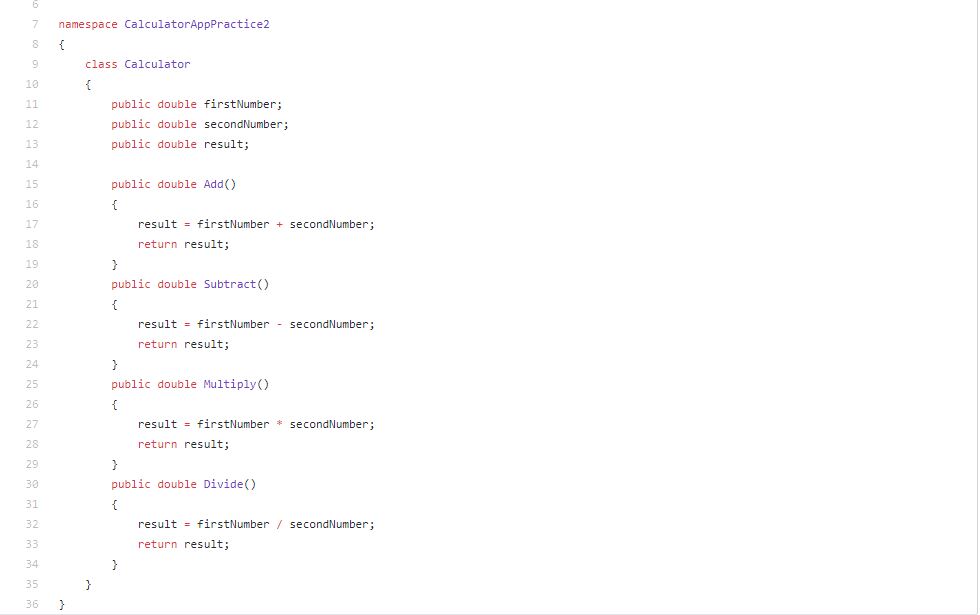 6
7 namespace CalculatorAppPractice2
8 {
9 class Calculator
10 {
11 public double firstNumber;
12 public double secondNumber;
13 public double result;
14
15 public double Add()
16 {
17 result = firstNumber + secondNumber;
18 return result;
19 }
20 public double Subtract()
21 {
22 result = firstNumber - secondNumber;
23 return result;
24 }
25 public double Multiply()
26 {
27 result = firstNumber * secondNumber;
28 return result;
29 }
30 public double Divide()
31 {
32 result = firstNumber / secondNumber;
33 return result;
34 }
35 }
36 }